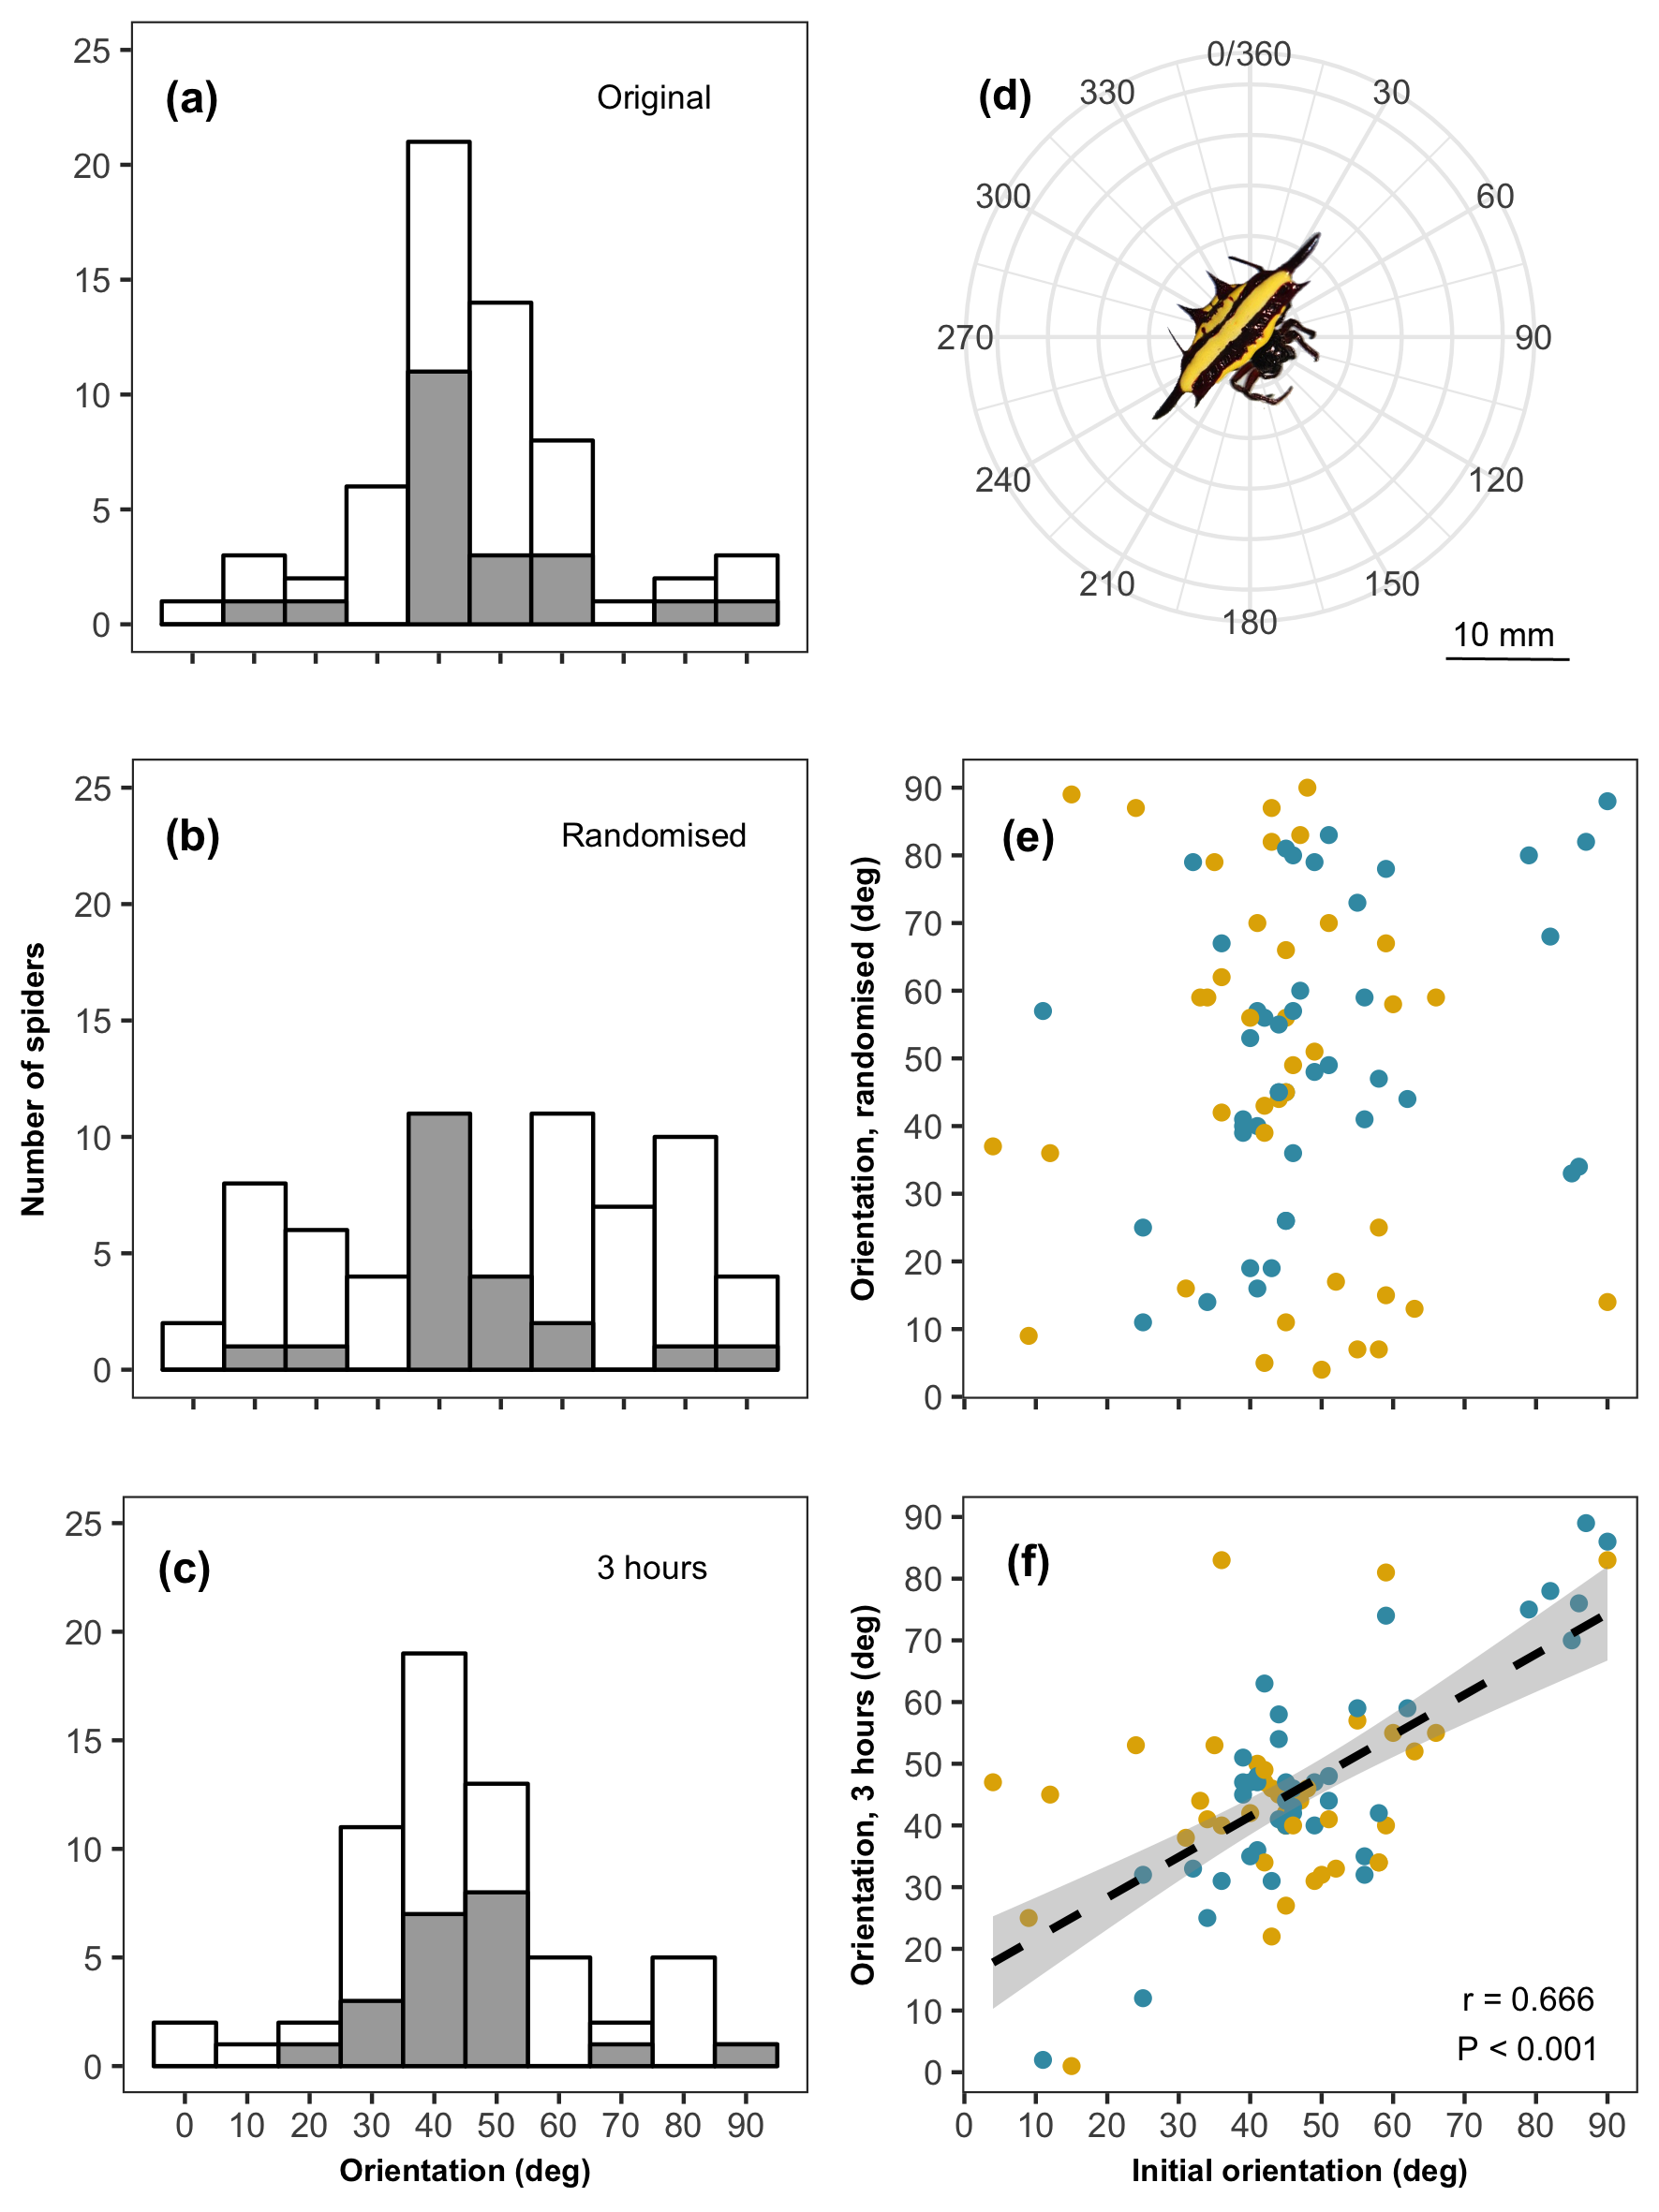 (a)
Original
25
20
15
10
5
0
(d)
0/360
30
60
90
120
150
180
210
240
270
300
330
10 mm
(b)
Randomised
25
20
15
10
5
0
Number of spiders
(e)
Orientation, randomised (deg)
90
80
70
60
50
40
30
20
10
0
(c)
3 hours
25
20
15
10
5
0
0 10 20 30 40 50 60 70 80 90
Orientation (deg)
(f)
Orientation, 3 hours (deg)
90
80
70
60
50
40
30
20
10
0
r = 0.666
P < 0.001
0 10 20 30 40 50 60 70 80 90
Initial orientation (deg)